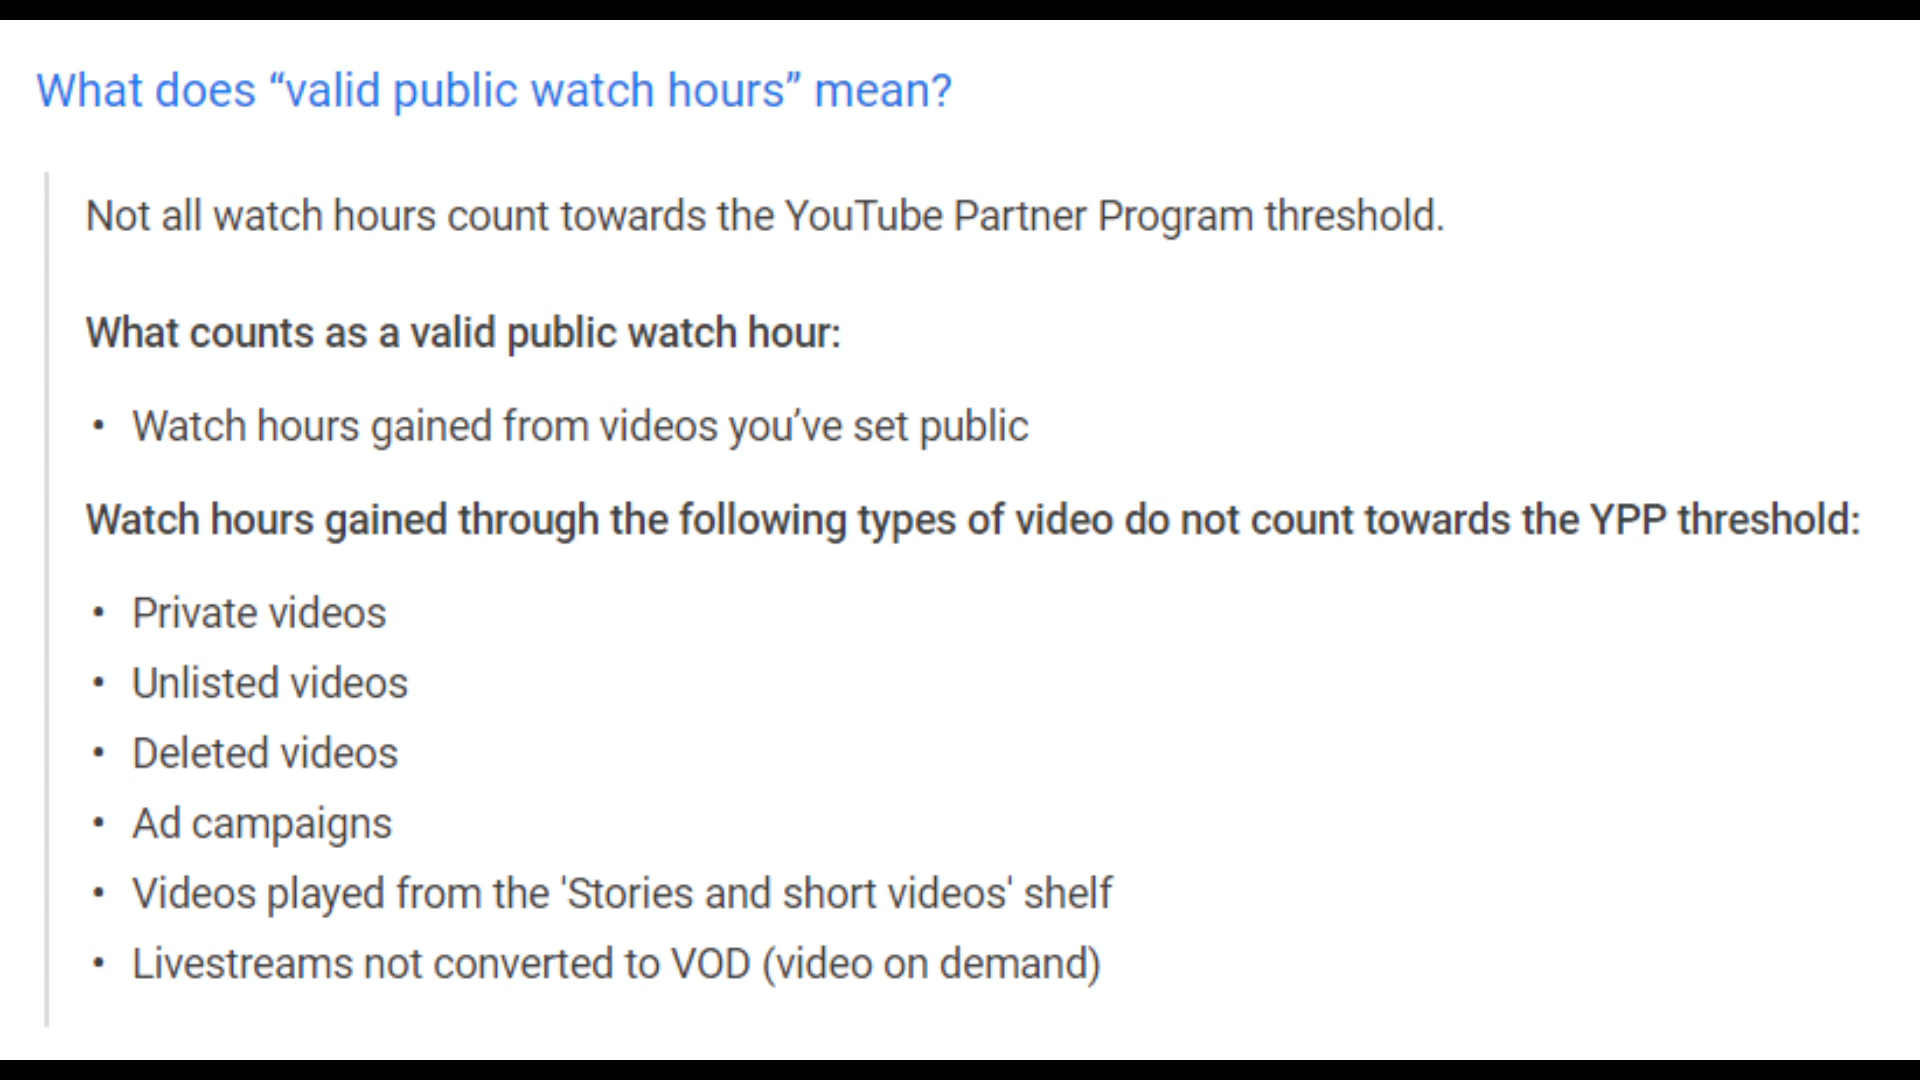 What does “valid public watch hours” mean?
Not all watch hours count towards the YouTube Partner Program threshold.
What counts as a valid public watch hour:
• Watch hours gained from videos you’ve set public
Watch hours gained through the following types of video do not count towards the YPP threshold:
• Private videos
• Unlisted videos
• Deleted videos
• Ad campaigns
• Videos played from the 'Stories and short videos' shelf
• Livestreams not converted to VOD (video on demand)